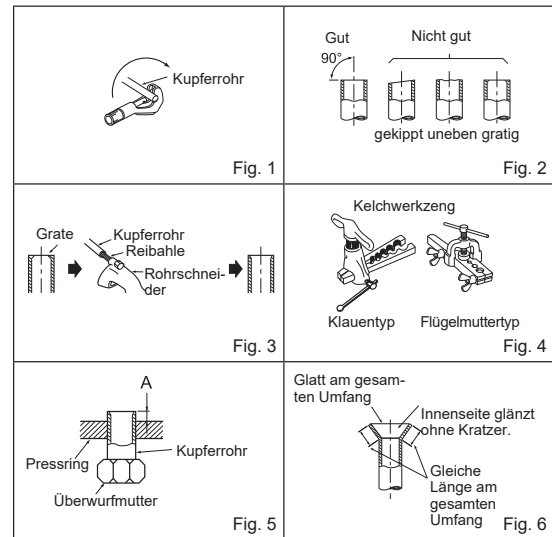 Kupferrohr
Fig. 1
Gut
90°
Nicht gut
gekippt uneben gratig
Fig. 2
Grate
Kupferrohr
Reibahle
Rohrschnei-
der
Fig. 3
Kelchwerkzeng
Klauentyp
Flügelmuttertyp
Fig. 4
A
Kupferrohr
Pressring
Überwurfmutter
Fig. 5
Glatt am gesam-
ten Umfang
Innenseite glänzt
ohne Kratzer.
Gleiche
Länge am
gesamten
Umfang
Fig. 6